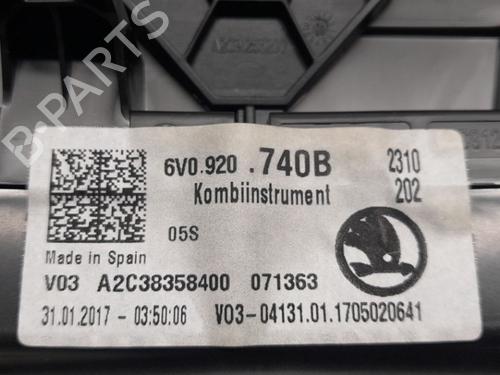 6V0.920 .740B 2310
Kombiinstrument 202
05S
Made in Spain
V03 A2C38358400 071363
31.01.2017 - 03:50:06 V03-04131.01.1705020641